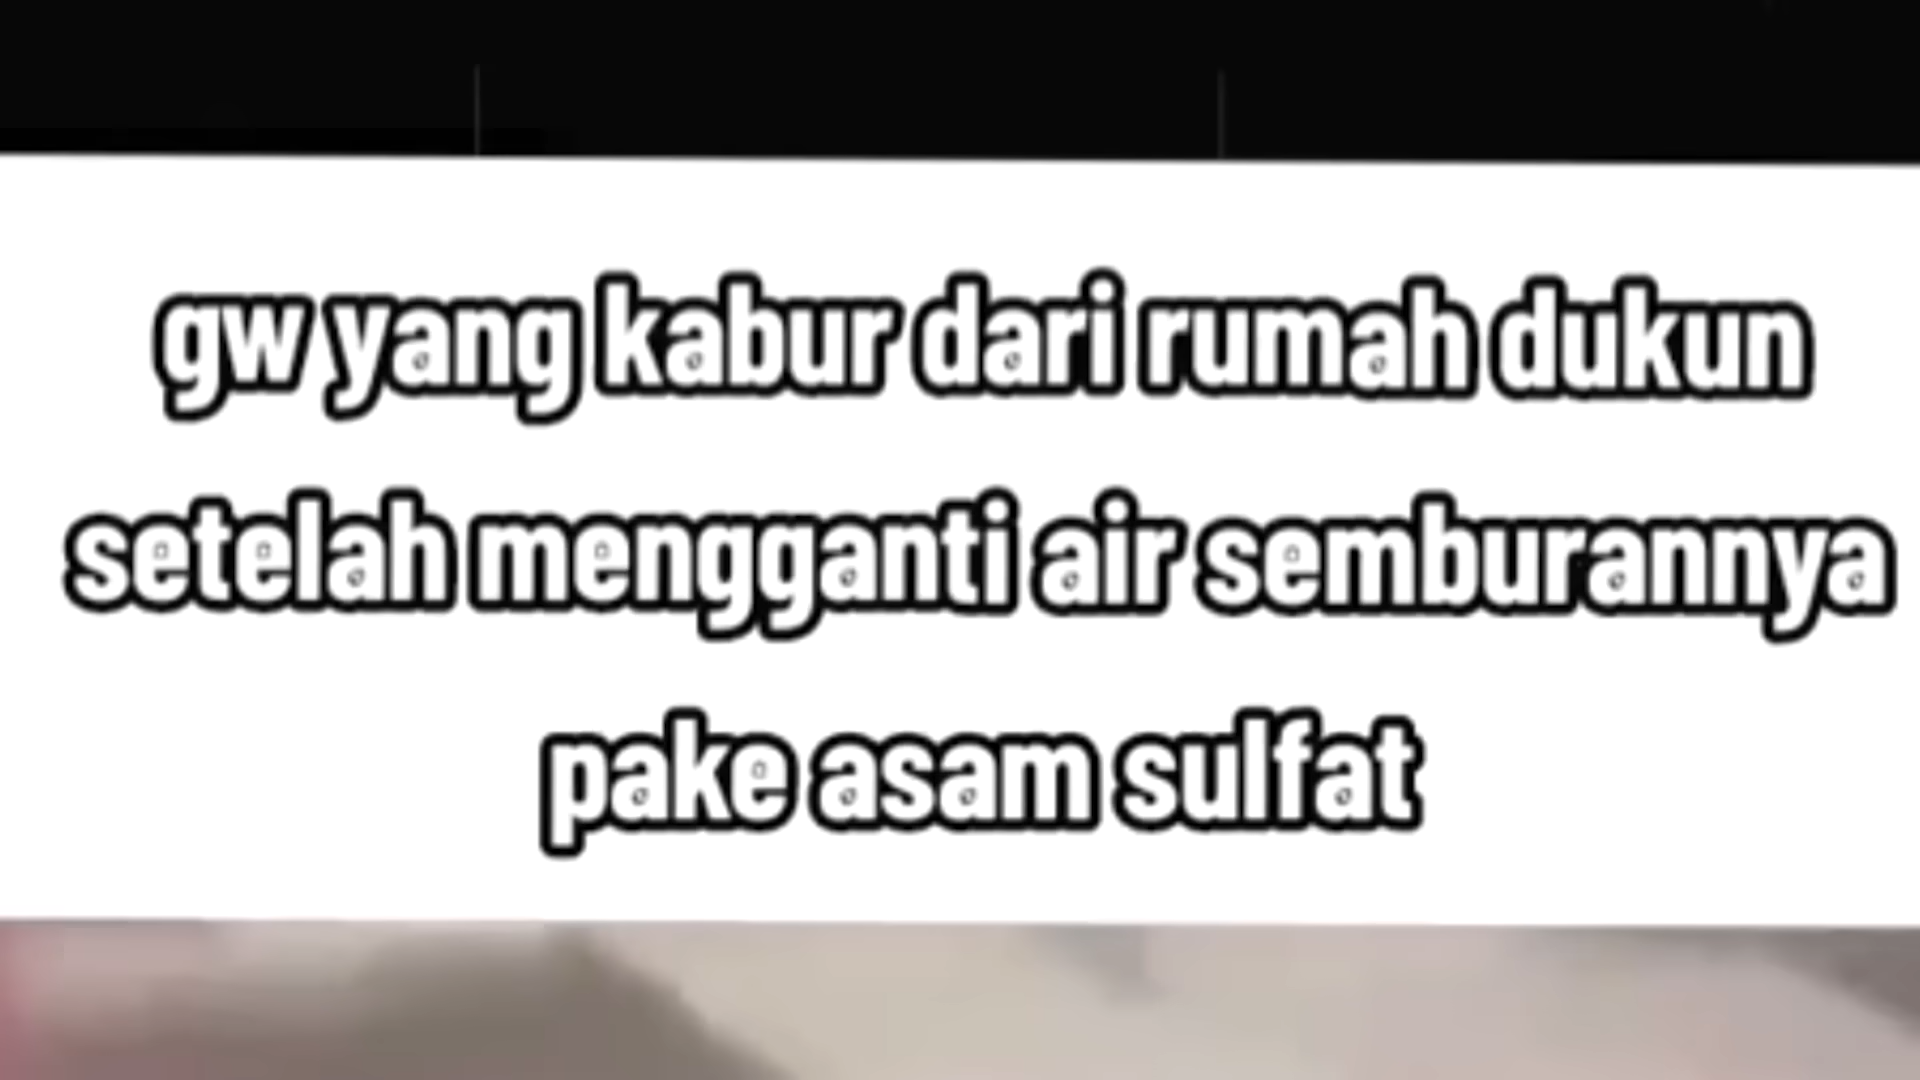 gw yang kabur dari rumah dukun
setelah mengganti air semburannya
pake asam sulfat